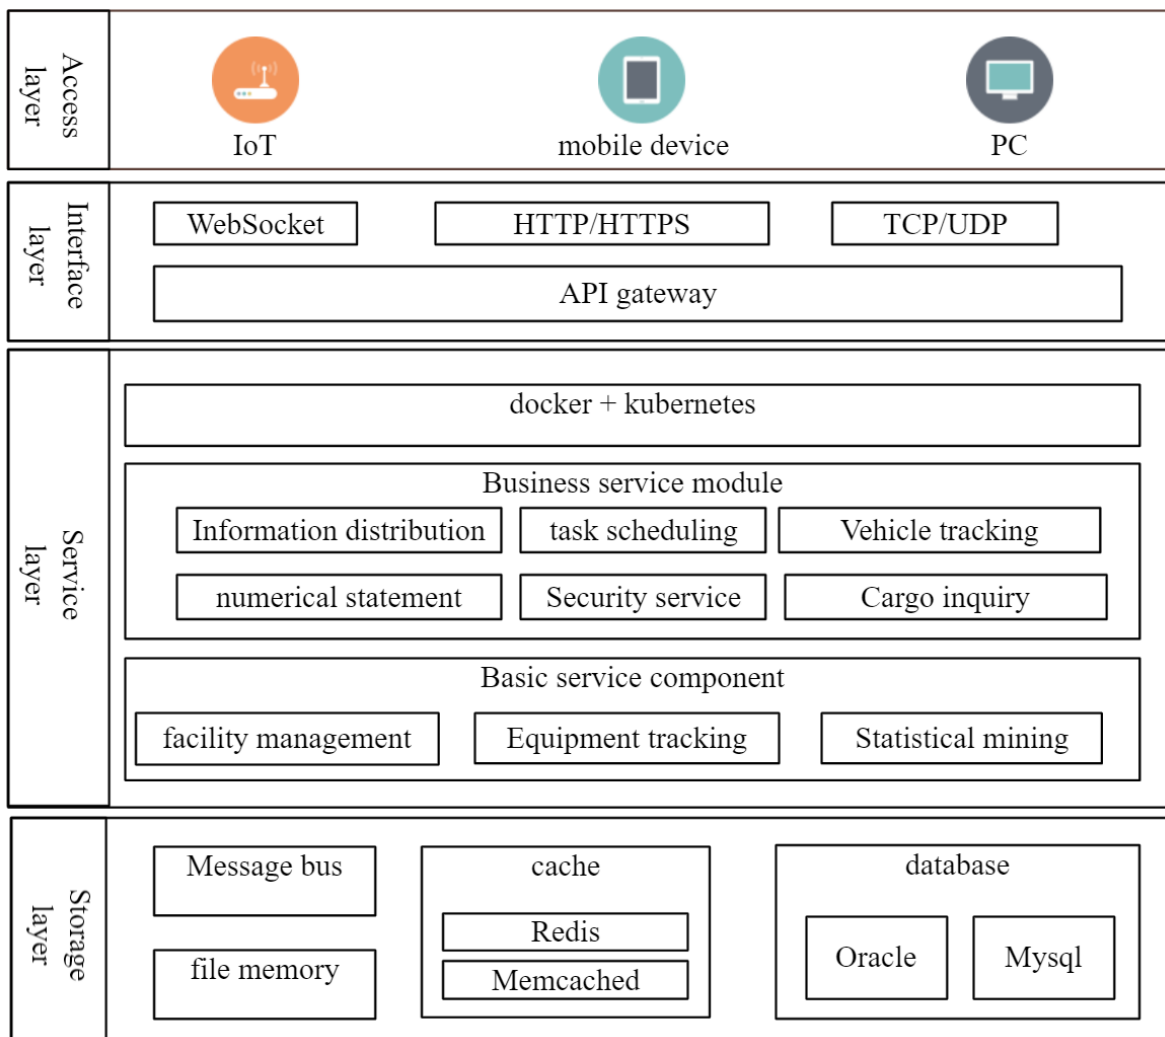 Access
layer
IoT
mobile device
PC
Interface
layer
WebSocket
HTTP/HTTPS
TCP/UDP
API gateway
Service
layer
docker + kubernetes
Business service module
Information distribution
task scheduling
Vehicle tracking
numerical statement
Security service
Cargo inquiry
Basic service component
facility management
Equipment tracking
Statistical mining
Storage
layer
Message bus
file memory
cache
Redis
Memcached
database
Oracle
Mysql